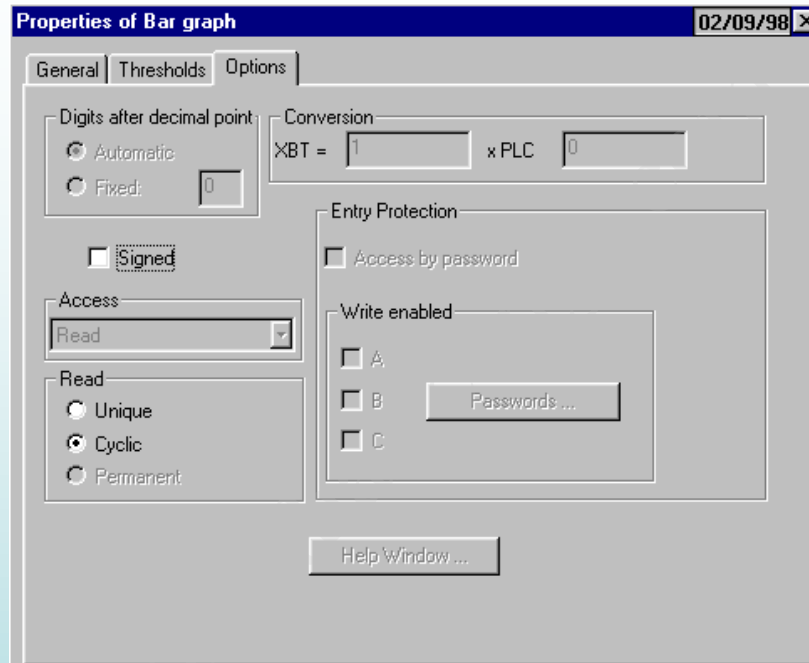 Properties of Bar graph 02/09/98
General Thresholds Options
Digits after decimal point
Automatic
Fixed: 0
Conversion
XBT = 1 x PLC 0
Signed
Entry Protection
Access by password
Access
Read
Write enabled
A
B
C
Passwords ...
Read
Unique
Cyclic
Permanent
Help Window ...